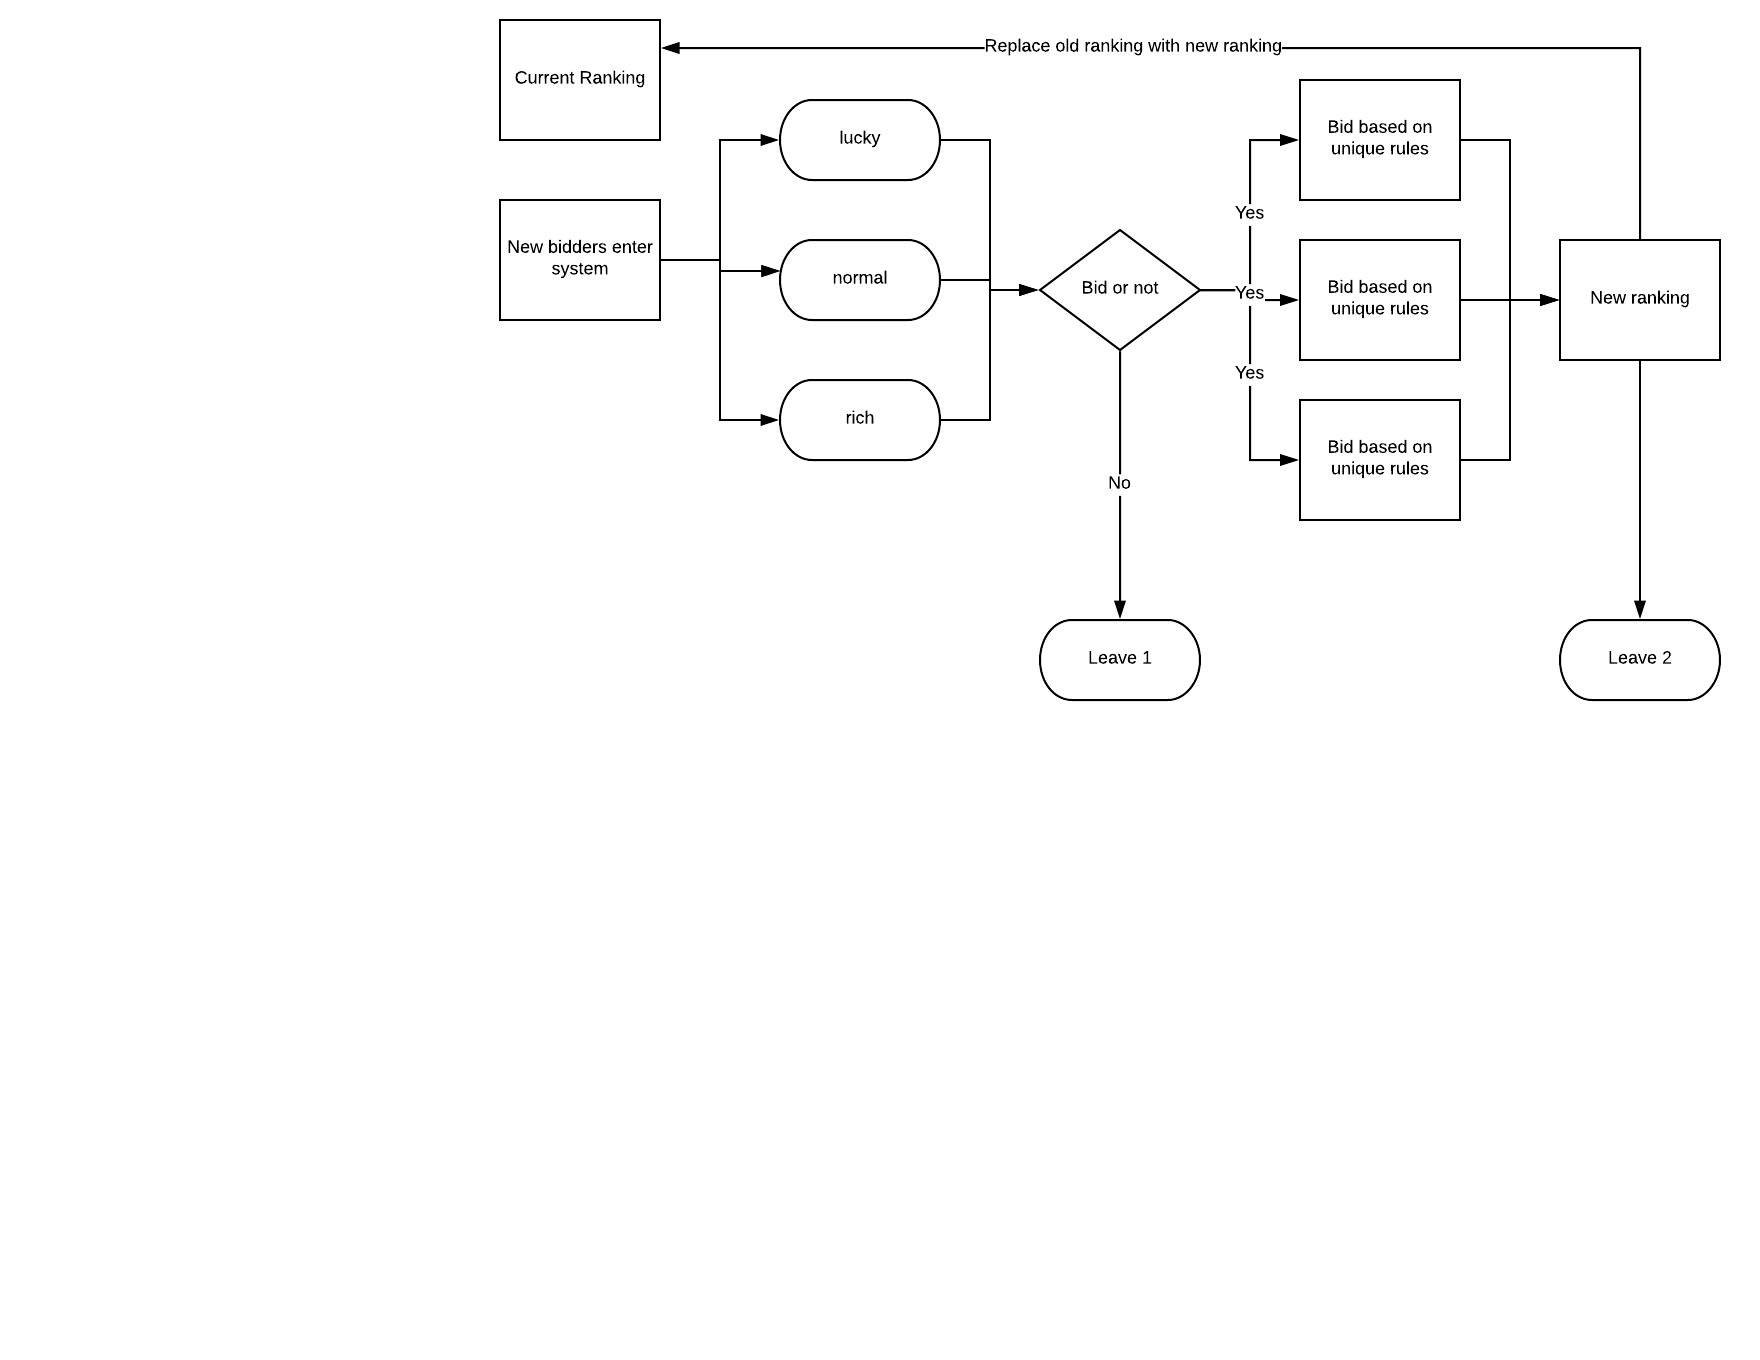 Current Ranking
Replace old ranking with new ranking
New bidders enter
system
lucky
normal
rich
Bid or not
Yes
Yes
Yes
No
Bid based on
unique rules
Bid based on
unique rules
Bid based on
unique rules
New ranking
Leave 1
Leave 2